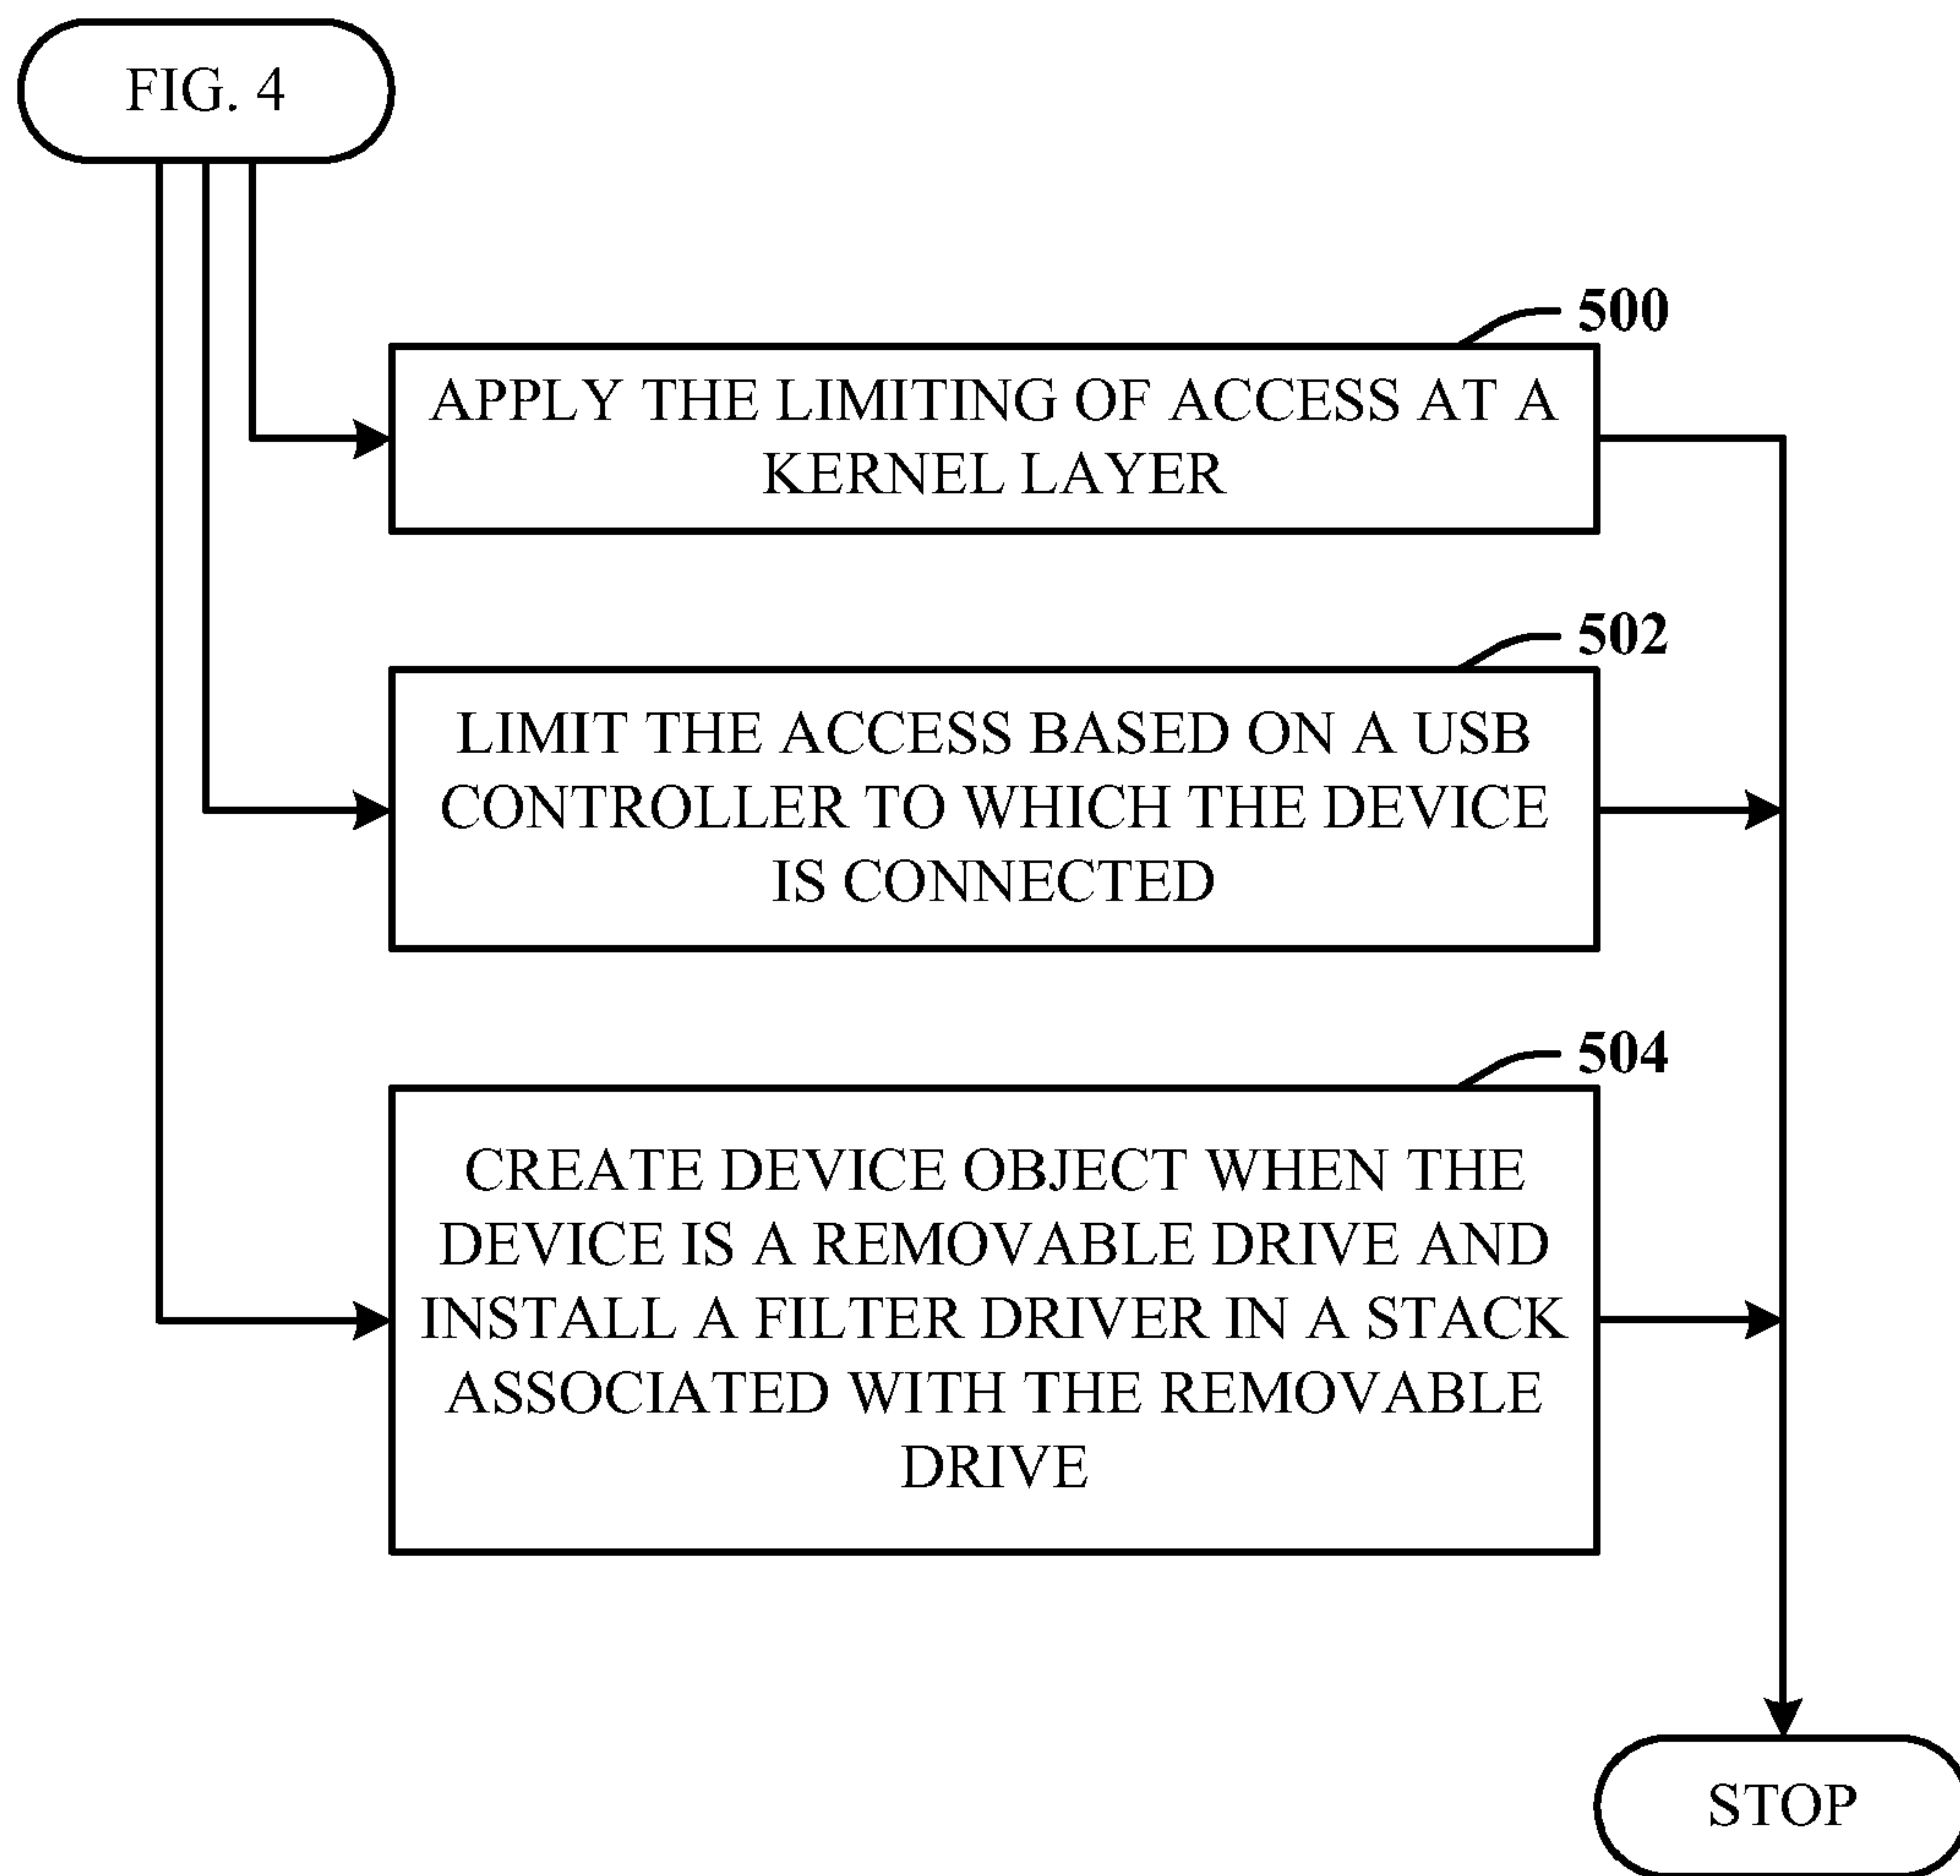 FIG. 4
500
APPLY THE LIMITING OF ACCESS AT A
KERNEL LAYER
502
LIMIT THE ACCESS BASED ON A USB
CONTROLLER TO WHICH THE DEVICE
IS CONNECTED
504
CREATE DEVICE OBJECT WHEN THE
DEVICE IS A REMOVABLE DRIVE AND
INSTALL A FILTER DRIVER IN A STACK
ASSOCIATED WITH THE REMOVABLE
DRIVE
STOP